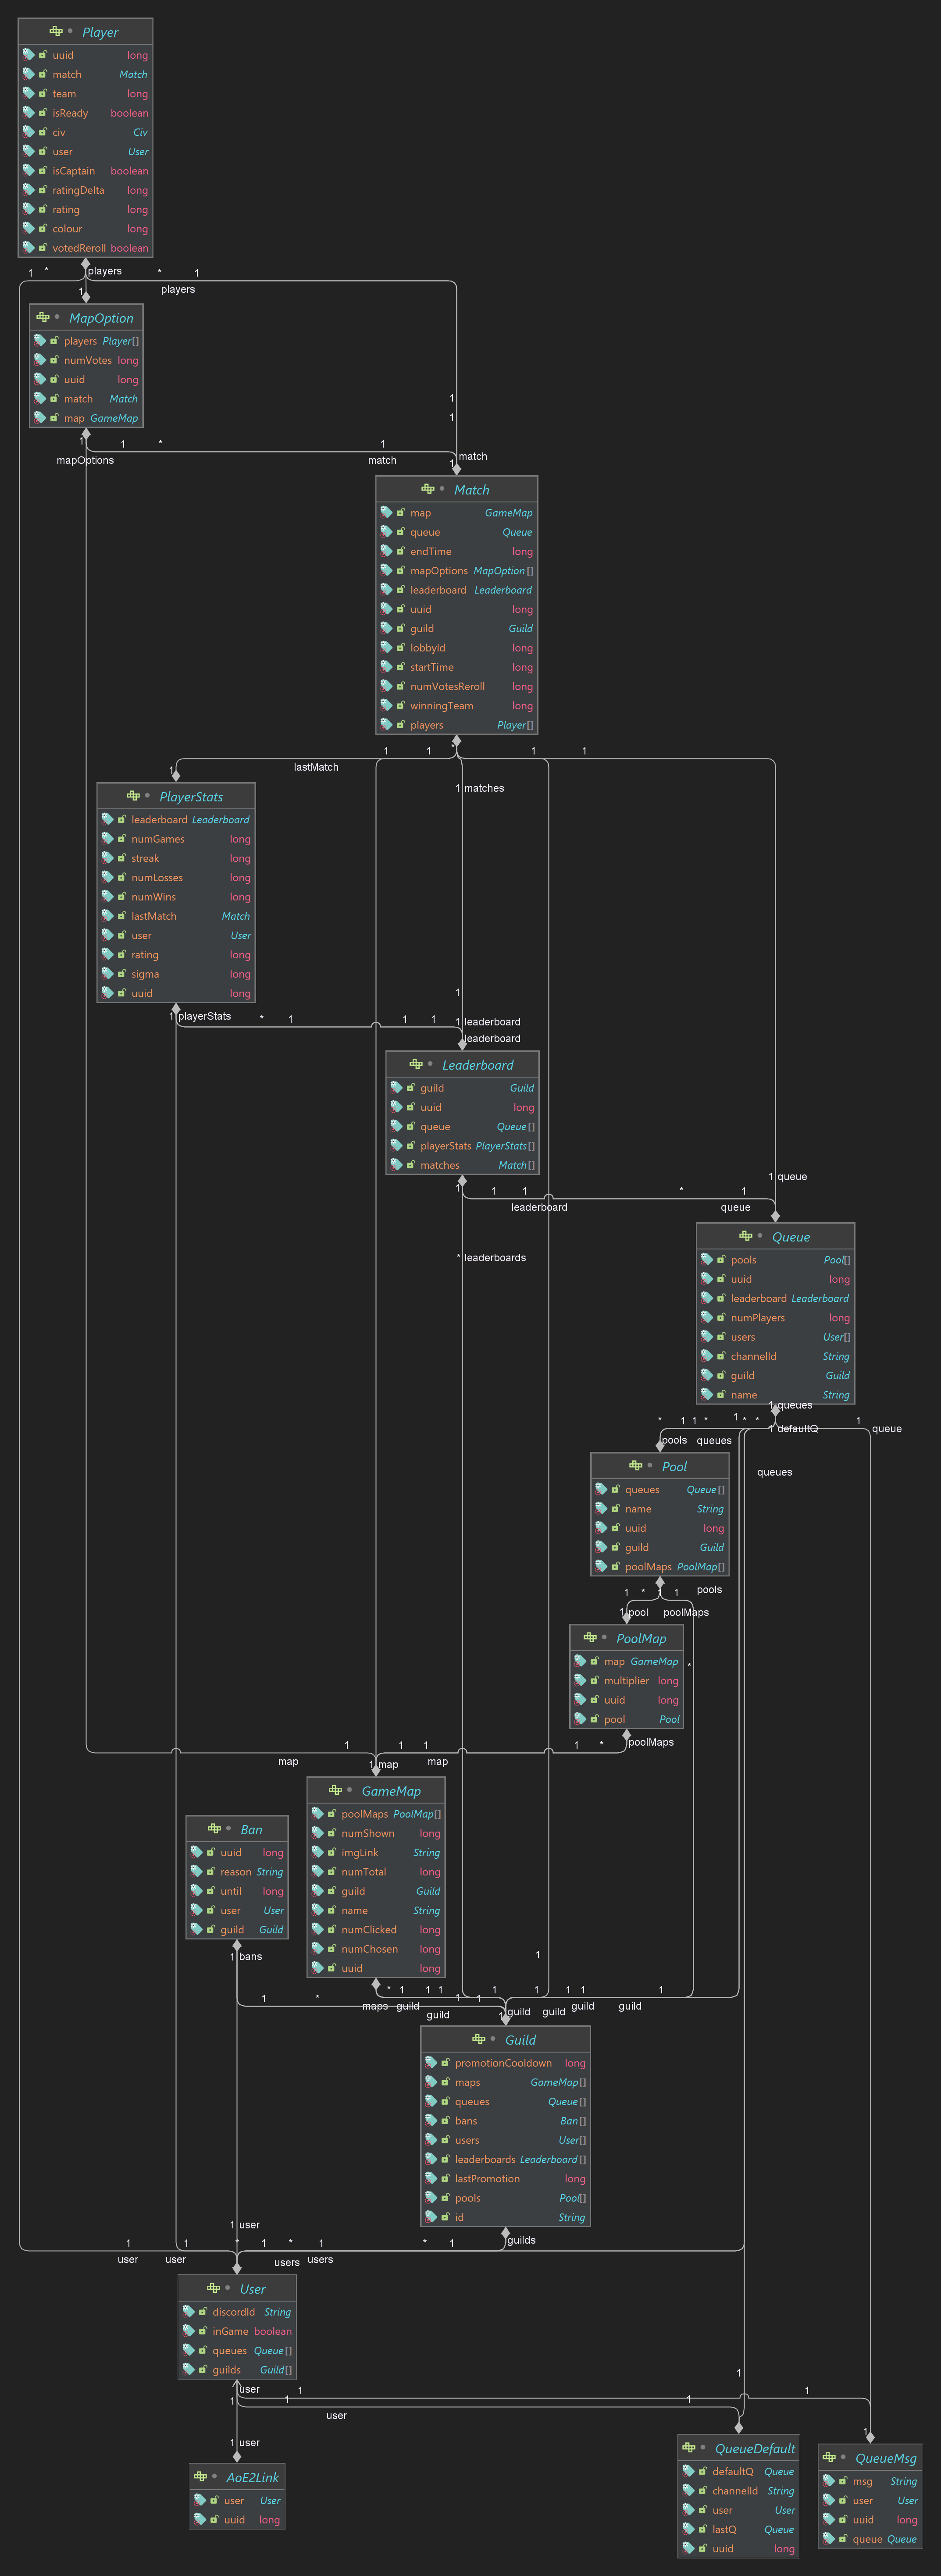 Player
uuid long
match Match
team long
isReady boolean
civ Civ
user User
isCaptain boolean
ratingDelta long
rating long
colour long
votedReroll boolean
1 * players * 1
players
1
MapOption
players Player[]
numVotes long
uuid long
match Match
map GameMap
1
1
1 1 * 1
mapOptions match match
1
Match
map GameMap
queue Queue
endTime long
mapOptions MapOption[]
leaderboard Leaderboard
uuid long
guild Guild
lobbyId long
startTime long
numVotesReroll long
winningTeam long
players Player[]
1 1 * 1 1
lastMatch
1
1 matches
PlayerStats
leaderboard Leaderboard
numGames long
streak long
numLosses long
numWins long
lastMatch Match
user User
rating long
sigma long
uuid long
1
1 playerStats * 1 1 1 1 leaderboard
leaderboard
Leaderboard
guild Guild
uuid long
queue Queue[]
playerStats PlayerStats[]
matches Match[]
1 queue
1 1 1 * 1
leaderboard queue
* leaderboards
Queue
pools Pool[]
uuid long
leaderboard Leaderboard
numPlayers long
users User[]
channelId String
guild Guild
name String
1 queues
* 1 1 * 1 * * 1
1 defaultQ queue
pools queues
queues
Pool
queues Queue[]
name String
uuid long
guild Guild
poolMaps PoolMap[]
1 * 1 1 pools
1 pool poolMaps
PoolMap
map GameMap
multiplier long
uuid long
pool Pool
*
poolMaps
1 1 1 1 *
map 1 map map
GameMap
poolMaps PoolMap[]
numShown long
imgLink String
numTotal long
guild Guild
name String
numClicked long
numChosen long
uuid long
Ban
uuid long
reason String
until long
user User
guild Guild
1 bans
1
* 1 1 1 1 1 1 1 1
1 * 1 1
maps guild guild guild guild guild guild
1
Guild
promotionCooldown long
maps GameMap[]
queues Queue[]
bans Ban[]
users User[]
leaderboards Leaderboard[]
lastPromotion long
pools Pool[]
id String
1 user
guilds
1 1 * 1 * 1 * 1
user user users users
User
discordId String
inGame boolean
queues Queue[]
guilds Guild[]
1
user 1 1
1 1 1
user
1 user
1
1
AoE2Link
user User
uuid long
QueueDefault
defaultQ Queue
channelId String
user User
lastQ Queue
uuid long
QueueMsg
msg String
user User
uuid long
queue Queue